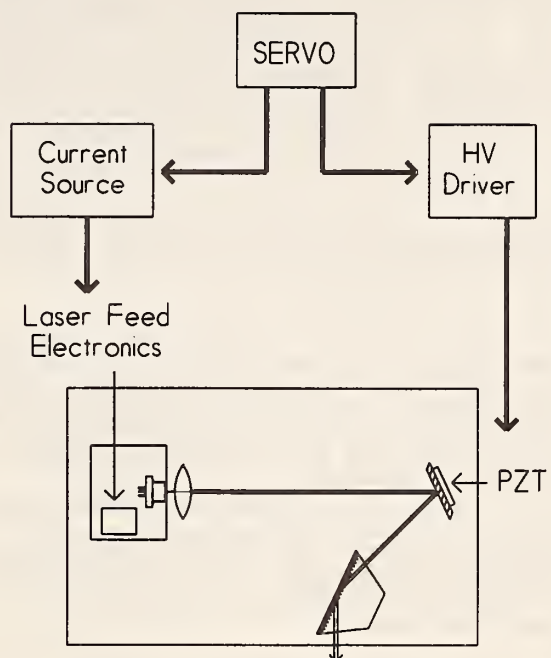 SERVO
Current
Source
HV
Driver
Laser Feed
Electronics
PZT